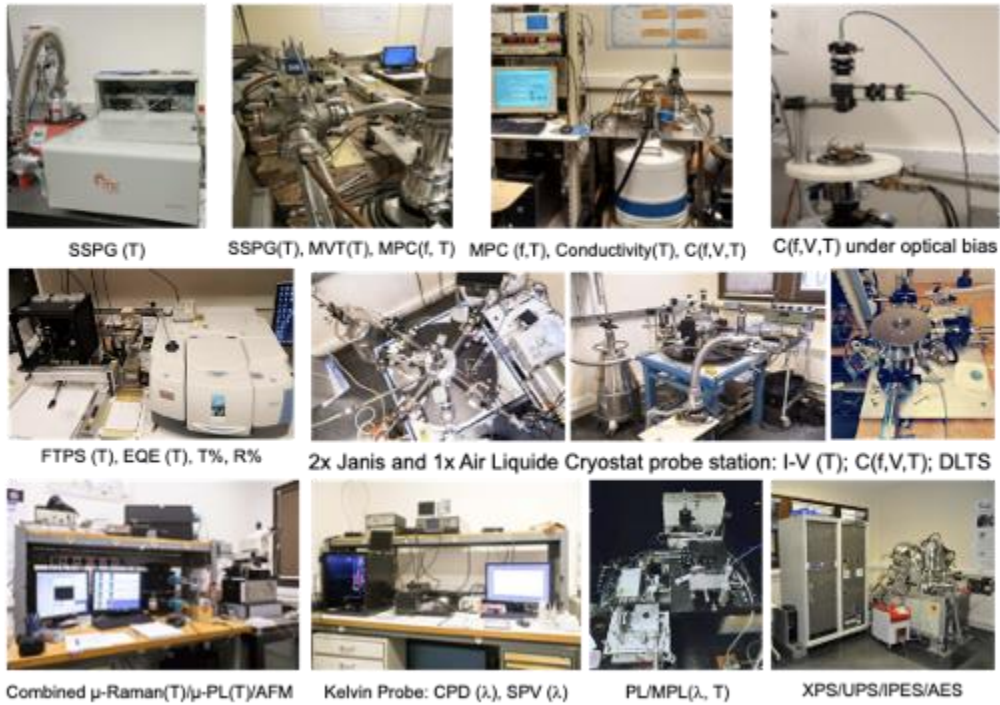 SSPG (T)
SSPG(T), MVT(T), MPC(f, T)
MPC (f,T), Conductivity(T), C(f,V,T)
C(f,V,T) under optical bias
FTPS (T), EQE (T), T%, R%
2x Janis and 1x Air Liquide Cryostat probe station: I-V (T); C(f,V,T); DLTS
Combined µ-Raman(T)/µ-PL(T)/AFM
Kelvin Probe: CPD (λ), SPV (λ)
PL/MPL(λ, T)
XPS/UPS/IPES/AES